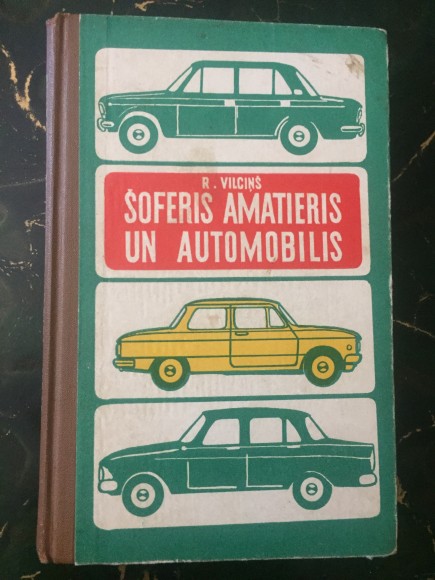 R. VILCIŅŠ
ŠOFERIS AMATIERIS
UN AUTOMOBILIS